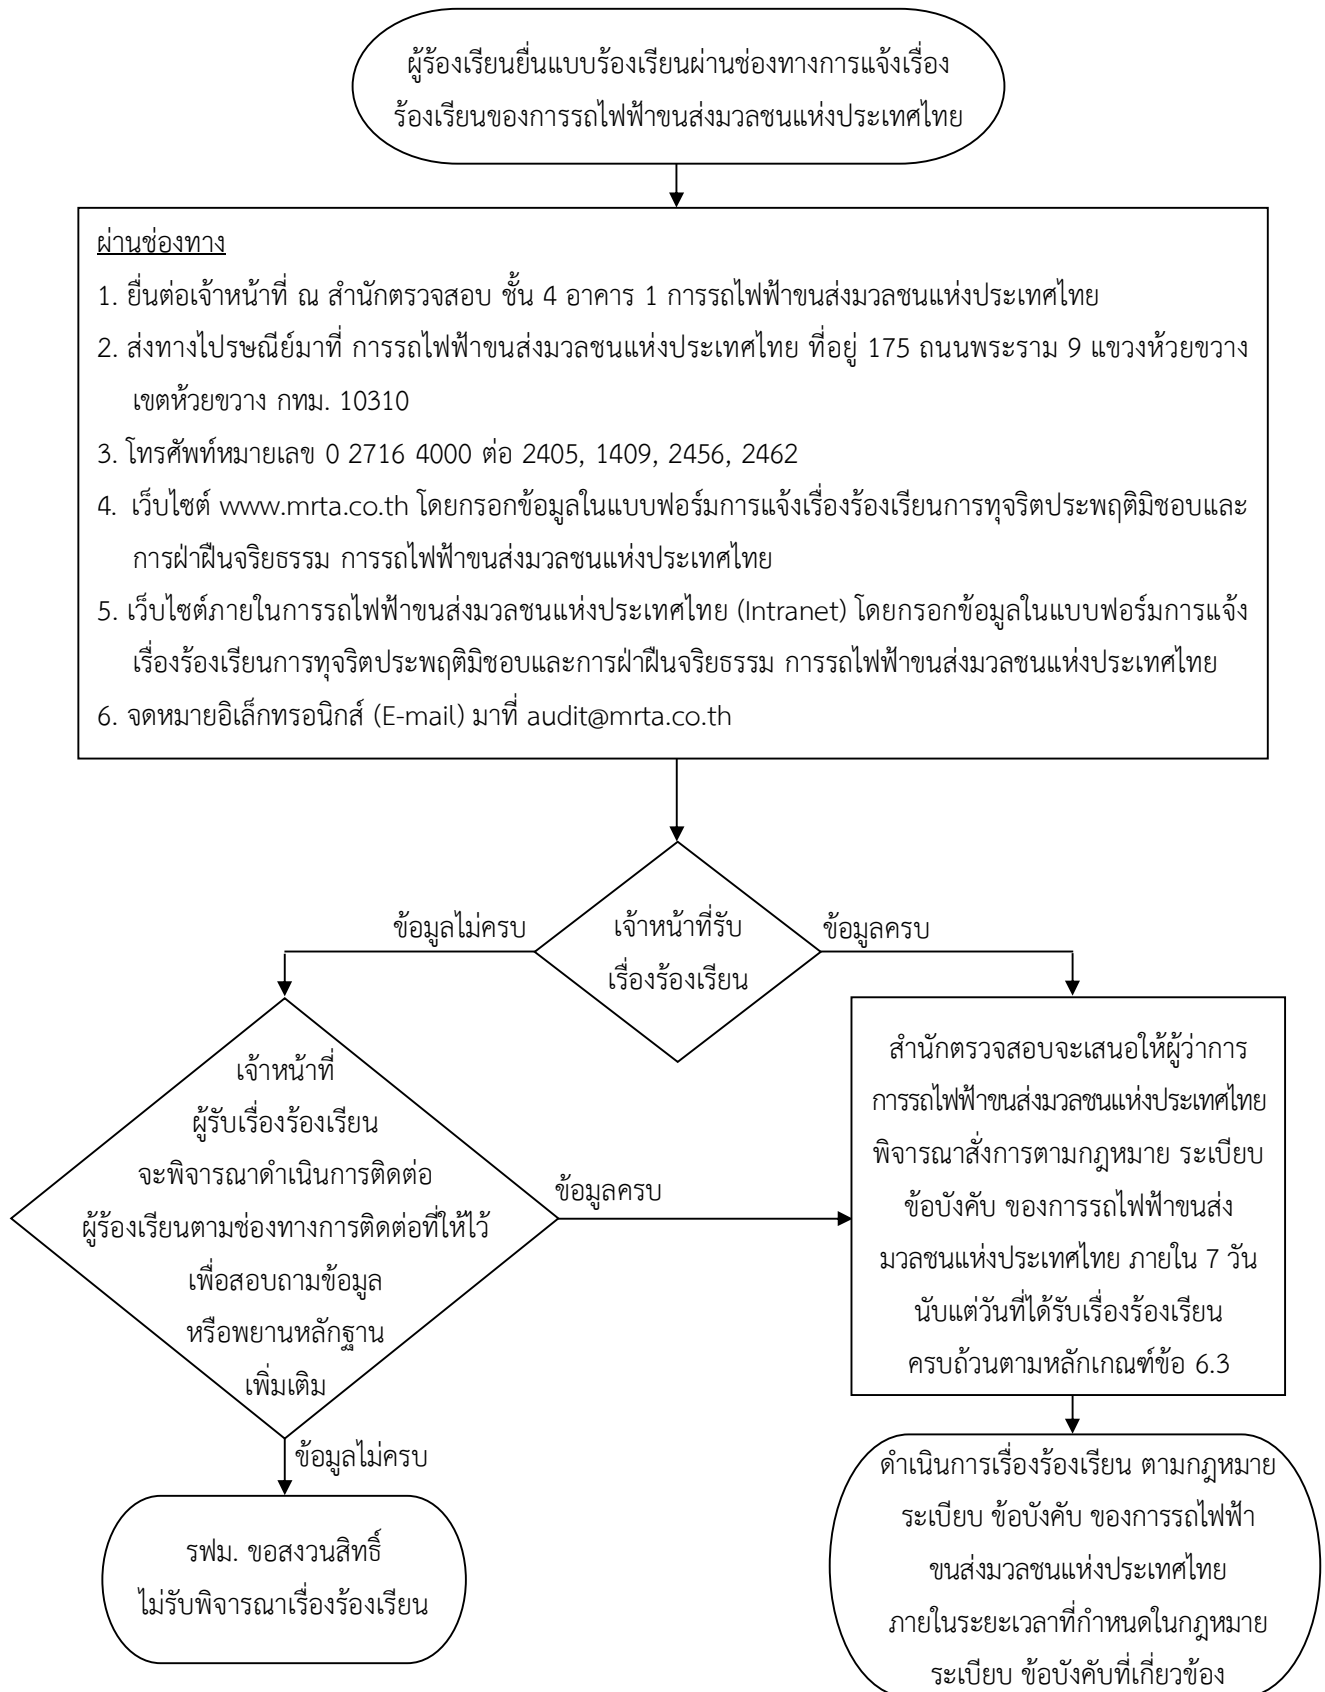 ผู้ร้องเรียนยื่นแบบร้องเรียนผ่านช่องทางการแจ้งเรื่อง
ร้องเรียนของการรถไฟฟ้าขนส่งมวลชนแห่งประเทศไทย
ผ่านช่องทาง
1. ยื่นต่อเจ้าหน้าที่ ณ สำนักตรวจสอบ ชั้น 4 อาคาร 1 การรถไฟฟ้าขนส่งมวลชนแห่งประเทศไทย
2. ส่งทางไปรษณีย์มาที่ การรถไฟฟ้าขนส่งมวลชนแห่งประเทศไทย ที่อยู่ 175 ถนนพระราม 9 แขวงห้วยขวาง
เขตห้วยขวาง กทม. 10310
3. โทรศัพท์หมายเลข 0 2716 4000 ต่อ 2405, 1409, 2456, 2462
4. เว็บไซต์ www.mrta.co.th โดยกรอกข้อมูลในแบบฟอร์มการแจ้งเรื่องร้องเรียนการทุจริตประพฤติมิชอบและ
การฝ่าฝืนจริยธรรม การรถไฟฟ้าขนส่งมวลชนแห่งประเทศไทย
5. เว็บไซต์ภายในการรถไฟฟ้าขนส่งมวลชนแห่งประเทศไทย (Intranet) โดยกรอกข้อมูลในแบบฟอร์มการแจ้ง
เรื่องร้องเรียนการทุจริตประพฤติมิชอบและการฝ่าฝืนจริยธรรม การรถไฟฟ้าขนส่งมวลชนแห่งประเทศไทย
6. จดหมายอิเล็กทรอนิกส์ (E-mail) มาที่ audit@mrta.co.th
ข้อมูลไม่ครบ
เจ้าหน้าที่รับ
เรื่องร้องเรียน
ข้อมูลครบ
เจ้าหน้าที่
ผู้รับเรื่องร้องเรียน
จะพิจารณาดำเนินการติดต่อ
ผู้ร้องเรียนตามช่องทางการติดต่อที่ให้ไว้
เพื่อสอบถามข้อมูล
หรือพยานหลักฐาน
เพิ่มเติม
ข้อมูลครบ
สำนักตรวจสอบจะเสนอให้ผู้ว่าการ
การรถไฟฟ้าขนส่งมวลชนแห่งประเทศไทย
พิจารณาสั่งการตามกฎหมาย ระเบียบ
ข้อบังคับ ของการรถไฟฟ้าขนส่ง
มวลชนแห่งประเทศไทย ภายใน 7 วัน
นับแต่วันที่ได้รับเรื่องร้องเรียน
ครบถ้วนตามหลักเกณฑ์ข้อ 6.3
ข้อมูลไม่ครบ
รฟม. ขอสงวนสิทธิ์
ไม่รับพิจารณาเรื่องร้องเรียน
ดำเนินการเรื่องร้องเรียน ตามกฎหมาย
ระเบียบ ข้อบังคับ ของการรถไฟฟ้า
ขนส่งมวลชนแห่งประเทศไทย
ภายในระยะเวลาที่กำหนดในกฎหมาย
ระเบียบ ข้อบังคับที่เกี่ยวข้อง